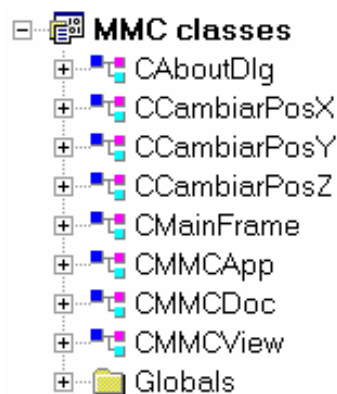 MMC classes
CAboutDlg
CCambiarPosX
CCambiarPosY
CCambiarPosZ
CMainFrame
CMMCApp
CMMCDoc
CMMCView
Globals